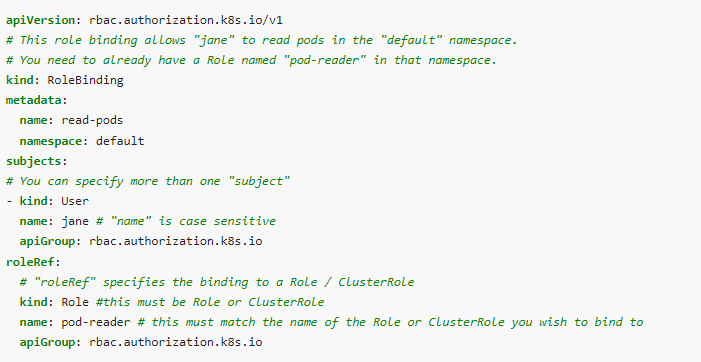 apiVersion: rbac.authorization.k8s.io/v1
# This role binding allows "jane" to read pods in the "default" namespace.
# You need to already have a Role named "pod-reader" in that namespace.
kind: RoleBinding
metadata:
  name: read-pods
  namespace: default
subjects:
# You can specify more than one "subject"
- kind: User
  name: jane # "name" is case sensitive
  apiGroup: rbac.authorization.k8s.io
roleRef:
  # "roleRef" specifies the binding to a Role / ClusterRole
  kind: Role #this must be Role or ClusterRole
  name: pod-reader # this must match the name of the Role or ClusterRole you wish to bind to
  apiGroup: rbac.authorization.k8s.io